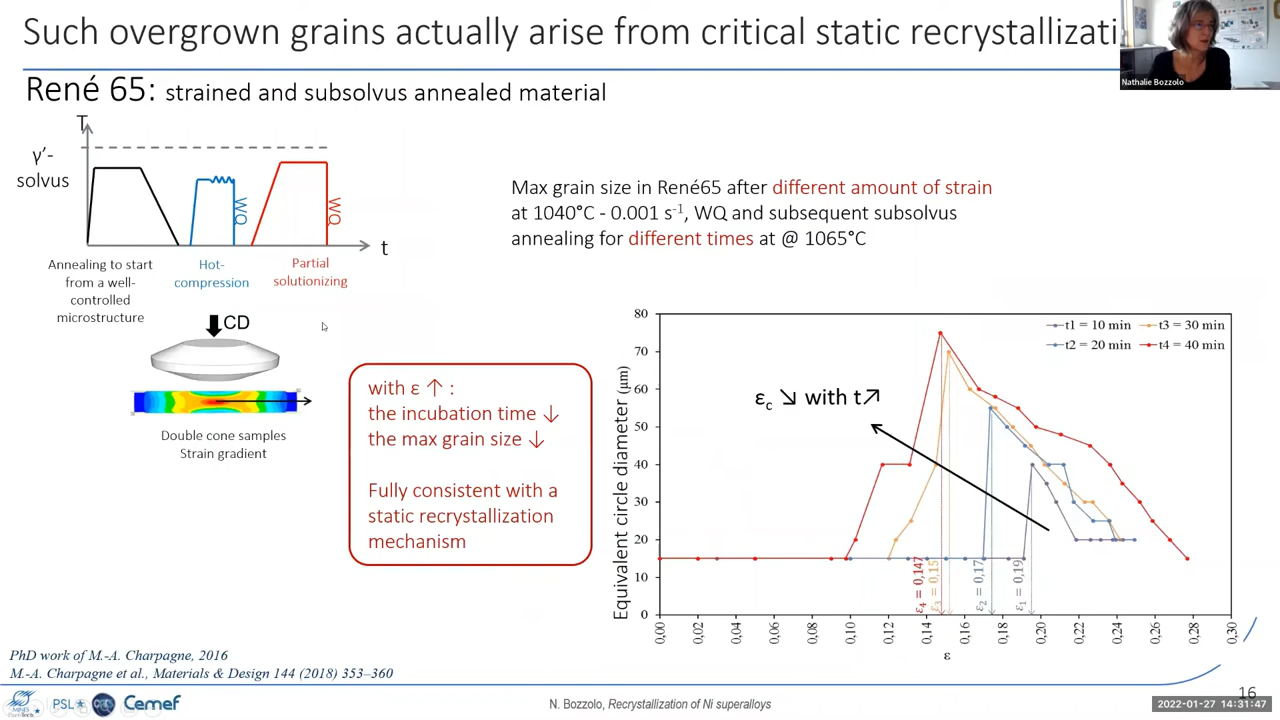 Such overgrown grains actually arise from critical static recrystallizati
Nathalie Bozzolo
René 65: strained and subsolvus annealed material
T
γ’-
solvus
WQ
WQ
t
Annealing to start
from a well-
controlled
microstructure
Hot-
compression
Partial
solutionizing
CD
Double cone samples
Strain gradient
with ε ↑ :
the incubation time ↓
the max grain size ↓
Fully consistent with a
static recrystallization
mechanism
Max grain size in René65 after different amount of strain
at 1040°C - 0.001 s-1, WQ and subsequent subsolvus
annealing for different times at @ 1065°C
Equivalent circle diameter (μm)
80
70
60
50
40
30
20
10
0
t1 = 10 min
t3 = 30 min
t2 = 20 min
t4 = 40 min
εc ↘ with t↗
ε4 = 0,147
ε3 = 0,15
ε2 = 0,17
ε1 = 0,19
0,00
0,02
0,04
0,06
0,08
0,10
0,12
0,14
0,16
0,18
0,20
0,22
0,24
0,26
0,28
0,30
ε
PhD work of M.-A. Charpagne, 2016
M.-A. Charpagne et al., Materials & Design 144 (2018) 353–360
MINES
PSL
Cemef
N. Bozzolo, Recrystallization of Ni superalloys
16
2022-01-27 14:31:47